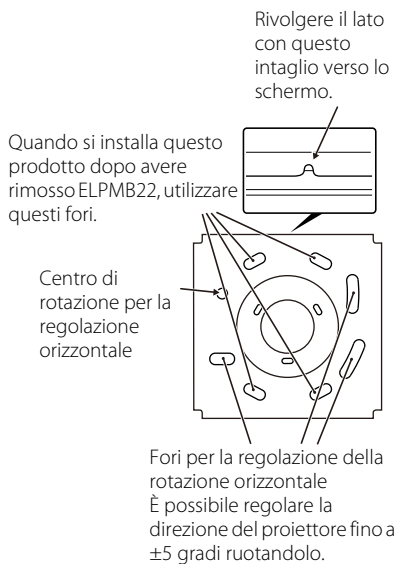 Rivolgere il lato
con questo
intaglio verso lo
schermo.
Quando si installa questo
prodotto dopo avere
rimosso ELPMB22, utilizzare
questi fori.
Centro di
rotazione per la
regolazione
orizzontale
Fori per la regolazione della
rotazione orizzontale
È possibile regolare la
direzione del proiettore fino a
±5 gradi ruotandolo.